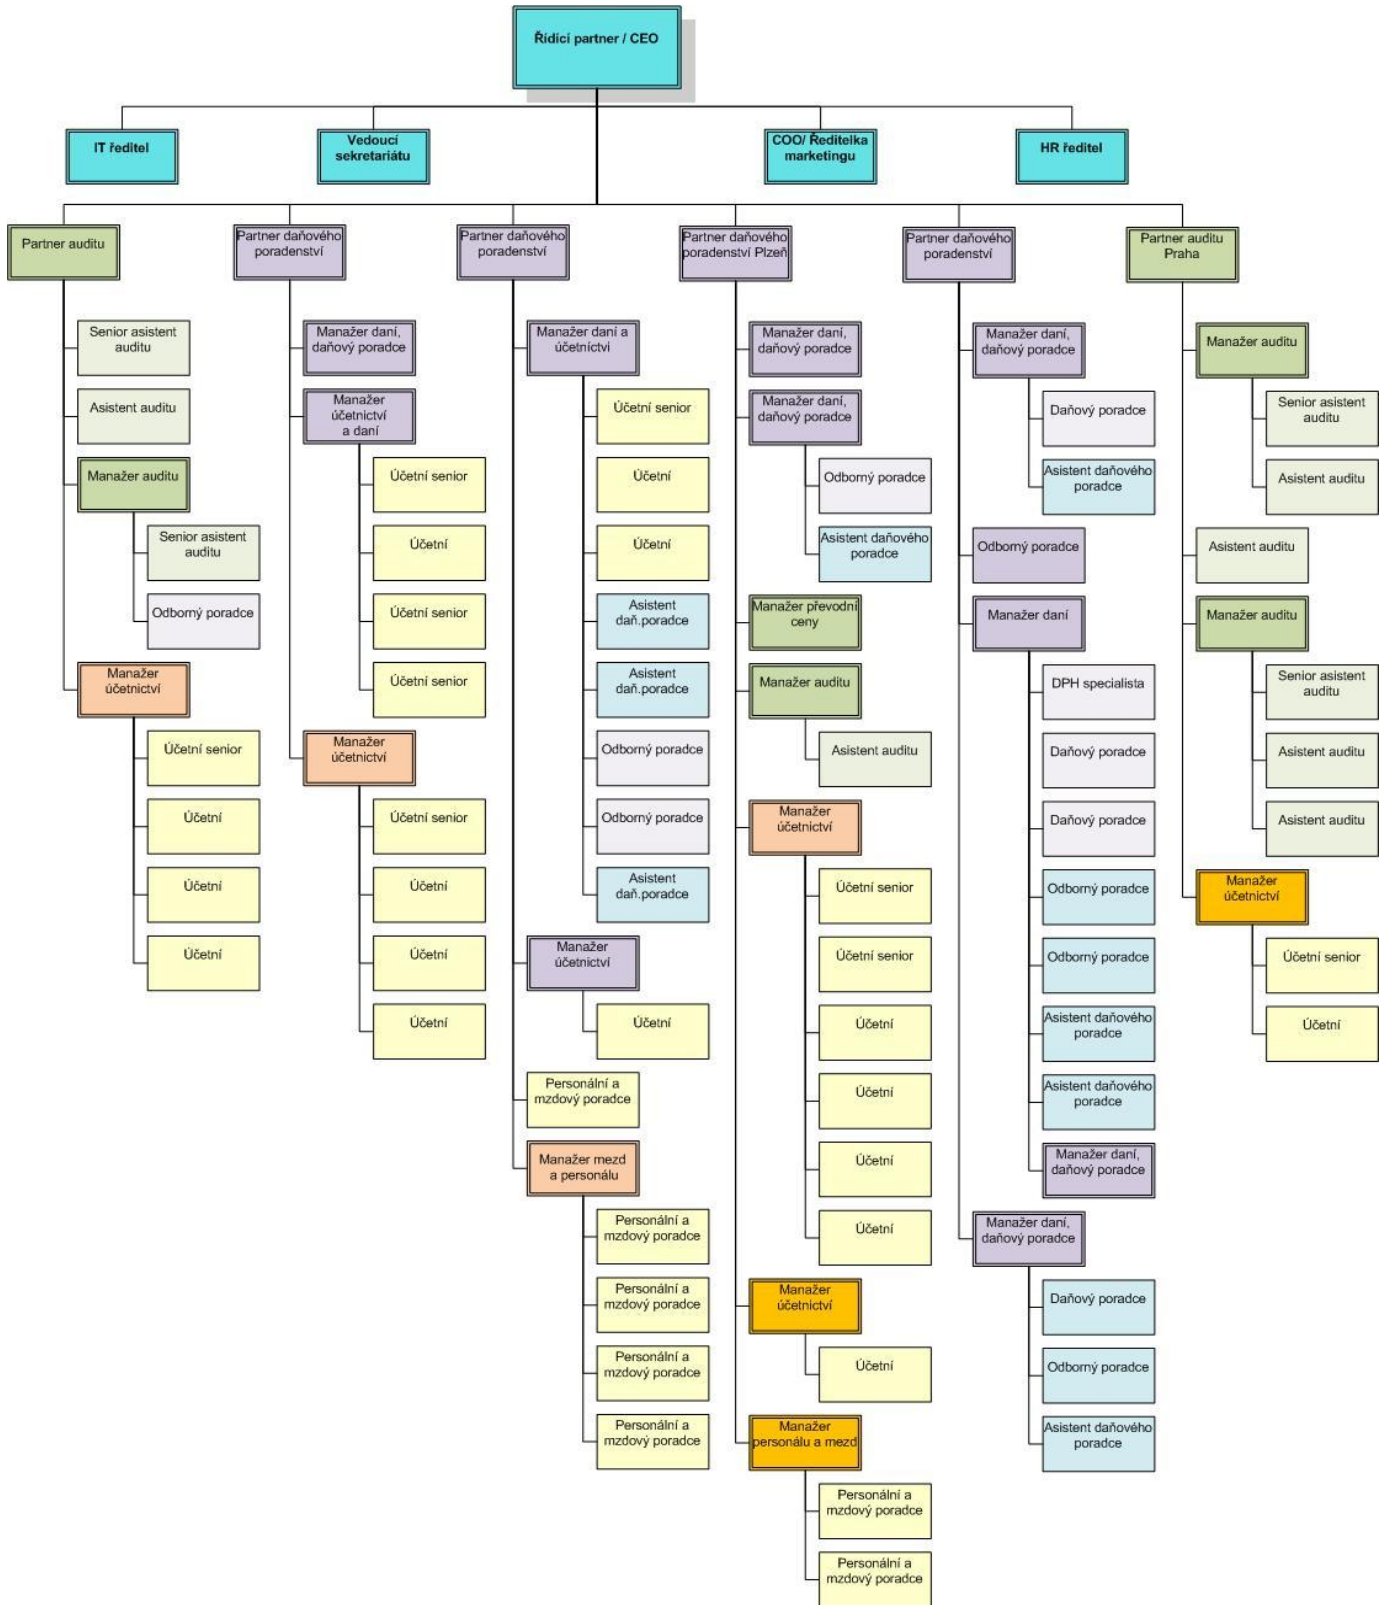 Řídicí partner / CEO
IT ředitel
Vedoucí
sekretariátu
COO/ Ředitelka
marketingu
HR ředitel
Partner auditu
Senior asistent
auditu
Asistent auditu
Manažer auditu
Senior asistent
auditu
Odborný poradce
Manažer
účetnictví
Účetní senior
Účetní
Účetní
Účetní
Partner daňového
poradenství
Manažer daní,
daňový poradce
Manažer
účetnictví
a daní
Účetní senior
Účetní
Účetní senior
Účetní senior
Manažer
účetnictví
Účetní senior
Účetní
Účetní
Účetní
Partner daňového
poradenství
Manažer daní a
účetníctví
Účetní senior
Účetní
Účetní
Asistent
daň.poradce
Asistent
daň.poradce
Odborný poradce
Odborný poradce
Asistent
daň.poradce
Manažer
účetnictví
Účetní
Personální a
mzdový poradce
Manažer mezd
a personálu
Personální a
mzdový poradce
Personální a
mzdový poradce
Personální a
mzdový poradce
Personální a
mzdový poradce
Partner daňového
poradenství Plzeň
Manažer daní,
daňový poradce
Manažer daní,
daňový poradce
Odborný poradce
Asistent daňového
poradce
Manažer převodní
ceny
Manažer auditu
Asistent auditu
Manažer
účetnictví
Účetní senior
Účetní senior
Účetní
Účetní
Účetní
Účetní
Manažer
účetnictví
Účetní
Manažer
personálu a mezd
Personální a
mzdový poradce
Personální a
mzdový poradce
Partner daňového
poradenství
Manažer daní,
daňový poradce
Daňový poradce
Asistent daňového
poradce
Odborný poradce
Manažer daní
DPH specialista
Daňový poradce
Daňový poradce
Odborný poradce
Odborný poradce
Asistent daňového
poradce
Asistent daňového
poradce
Manažer daní,
daňový poradce
Manažer daní,
daňový poradce
Daňový poradce
Odborný poradce
Asistent daňového
poradce
Partner auditu
Praha
Manažer auditu
Senior asistent
auditu
Asistent auditu
Asistent auditu
Manažer auditu
Senior asistent
auditu
Asistent auditu
Asistent auditu
Manažer
účetnictví
Účetní senior
Účetní